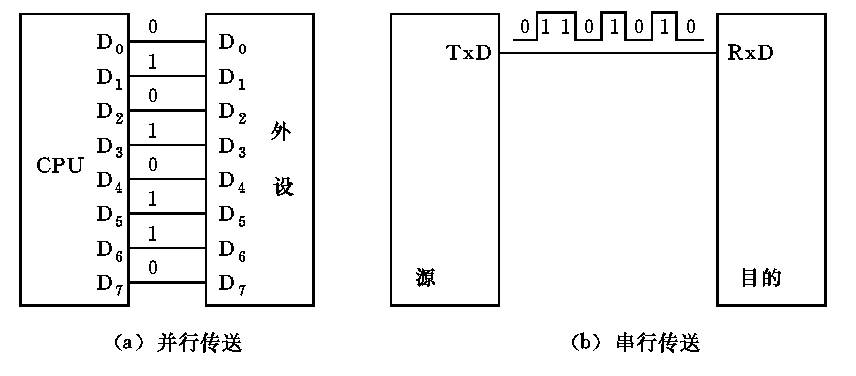 0
D0 D0
1
D1 D1
0
D2 D2
1
D3 D3
0
D4 D4
1
D5 D5
1
D6 D6
0
D7 D7
CPU
外
设
(a) 并行传送
0 1 1 0 1 0 1 0
TxD RxD
源 目的
(b) 串行传送